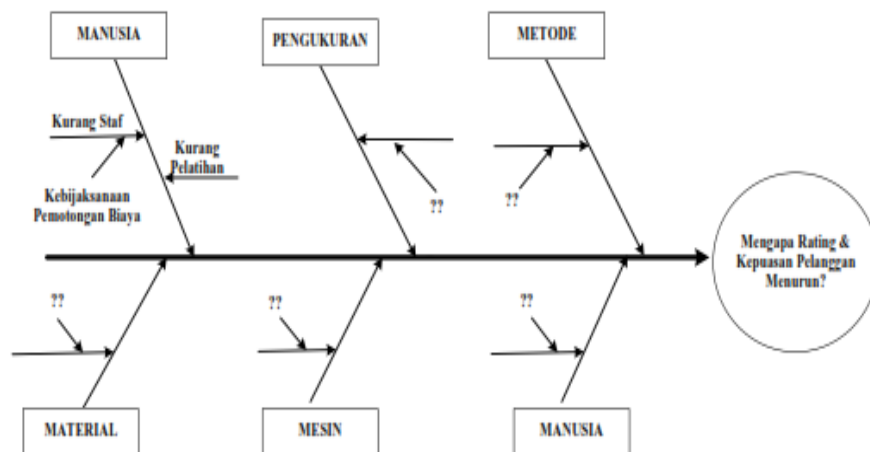 MANUSIA
PENGUKURAN
METODE
Kurang Staf
Kurang
Pelatihan
Kebijaksanaan
Pemotongan Biaya
??
??
Mengapa Rating &
Kepuasan Pelanggan
Menurun?
??
??
??
MATERIAL
MESIN
MANUSIA